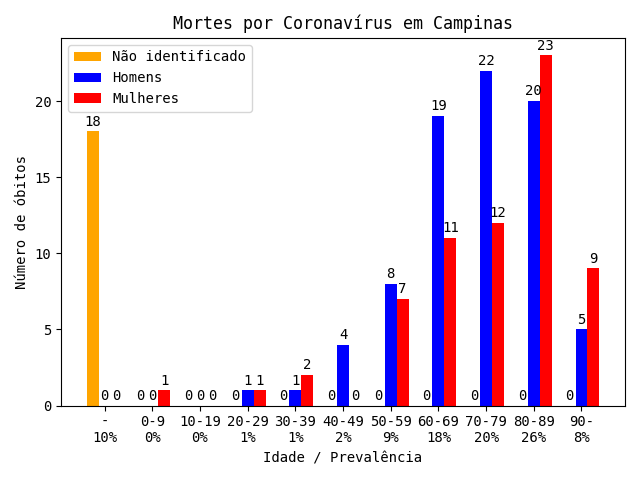 Mortes por Coronavírus em Campinas
Não identificado
Homens
Mulheres
Número de óbitos
20
15
10
5
0
18 0 0
0 0 1
0 0 0
0 1 1
0 1 2
0 4 0
0 8 7
0 19 11
0 22 12
0 20 23
0 5 9
- 0-9 10-19 20-29 30-39 40-49 50-59 60-69 70-79 80-89 90-
10% 0% 0% 1% 1% 2% 9% 18% 20% 26% 8%
Idade / Prevalência